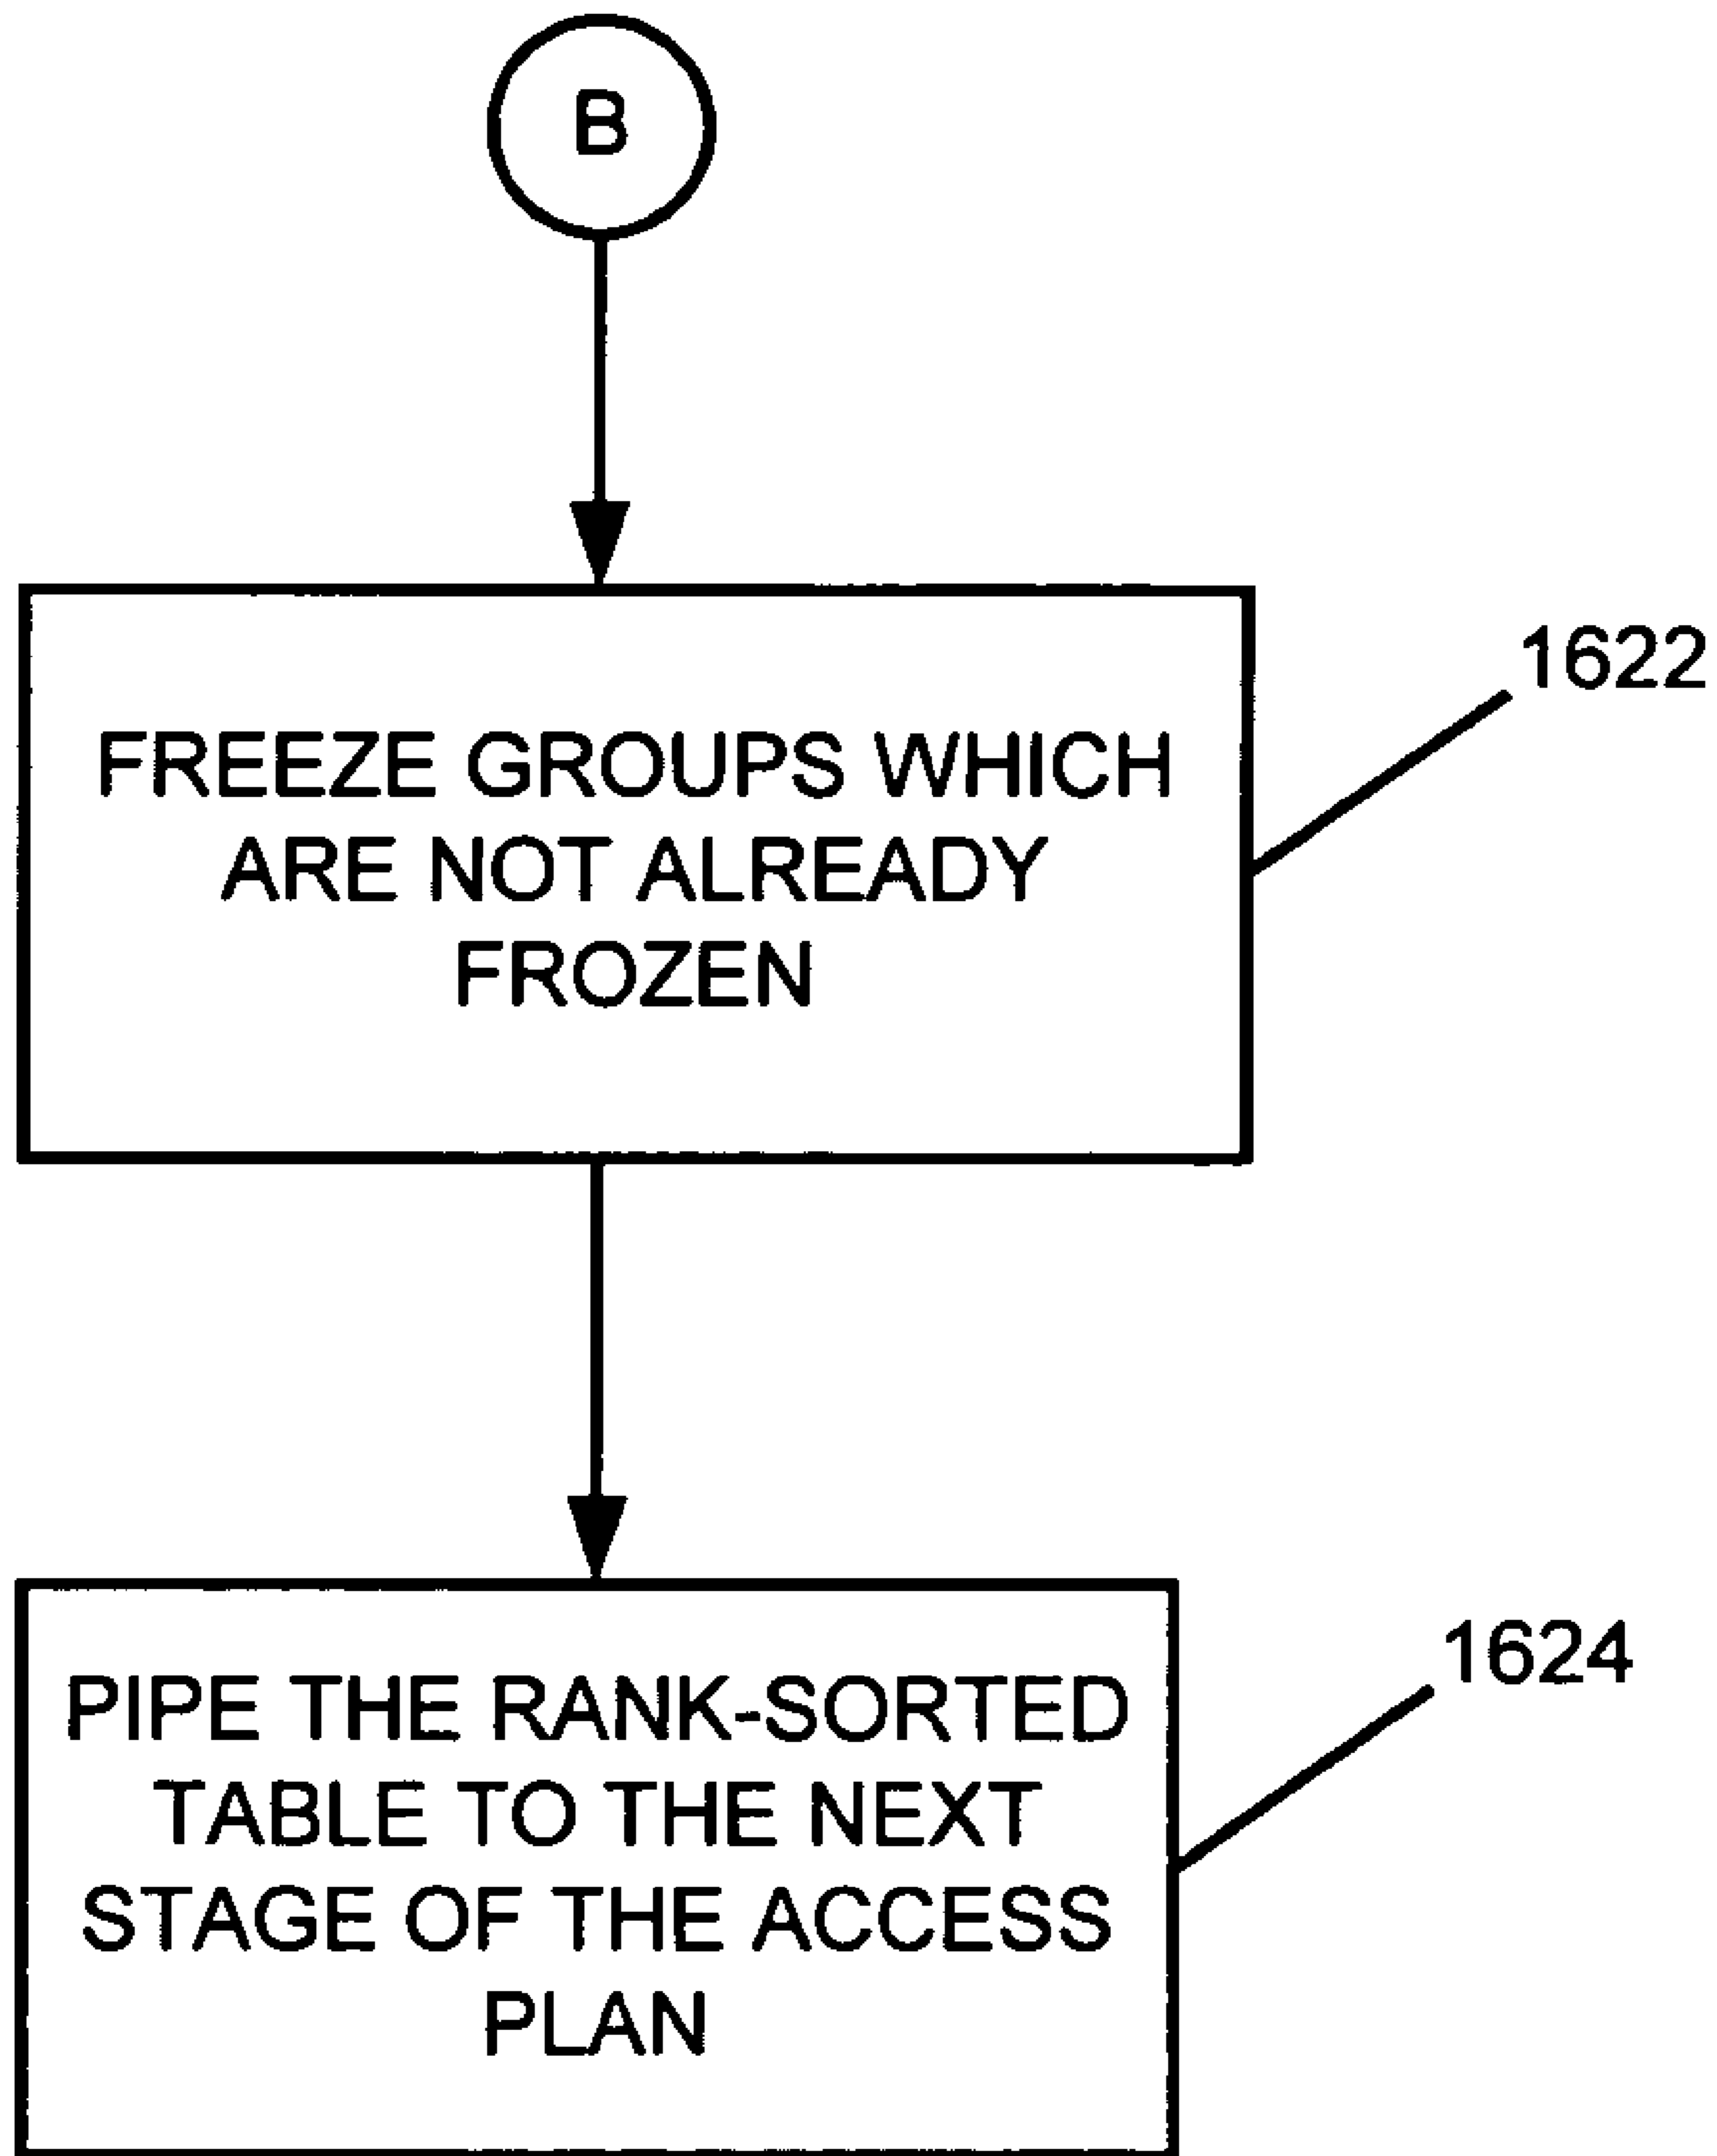 B
1622
FREEZE GROUPS WHICH
ARE NOT ALREADY
FROZEN
1624
PIPE THE RANK-SORTED
TABLE TO THE NEXT
STAGE OF THE ACCESS
PLAN